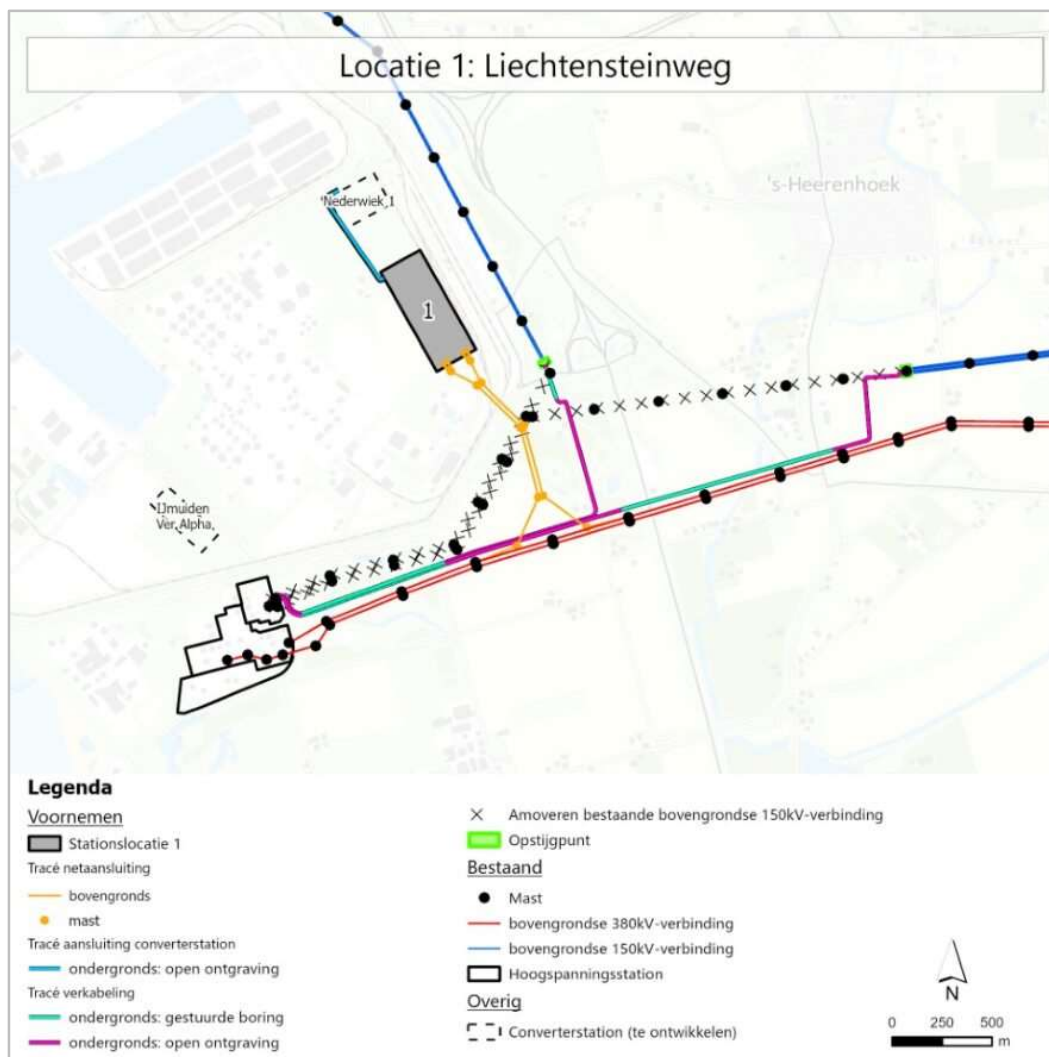 Locatie 1: Liechtensteinweg
's-Heerenhoek
Nederwiek 1
1
IJmuiden
Ver Alpha
Legenda
Voornemen
Stationslocatie 1
Tracé netaansluiting
bovengronds
mast
Tracé aansluiting converterstation
ondergronds: open ontgraving
Tracé verkabeling
ondergronds: gestuurde boring
ondergronds: open ontgraving
Amoveren bestaande bovengrondse 150kV-verbinding
Opstijgpunt
Bestaand
Mast
bovengrondse 380kV-verbinding
bovengrondse 150kV-verbinding
Hoogspanningsstation
Overig
Converterstation (te ontwikkelen)
N
0 250 500
m